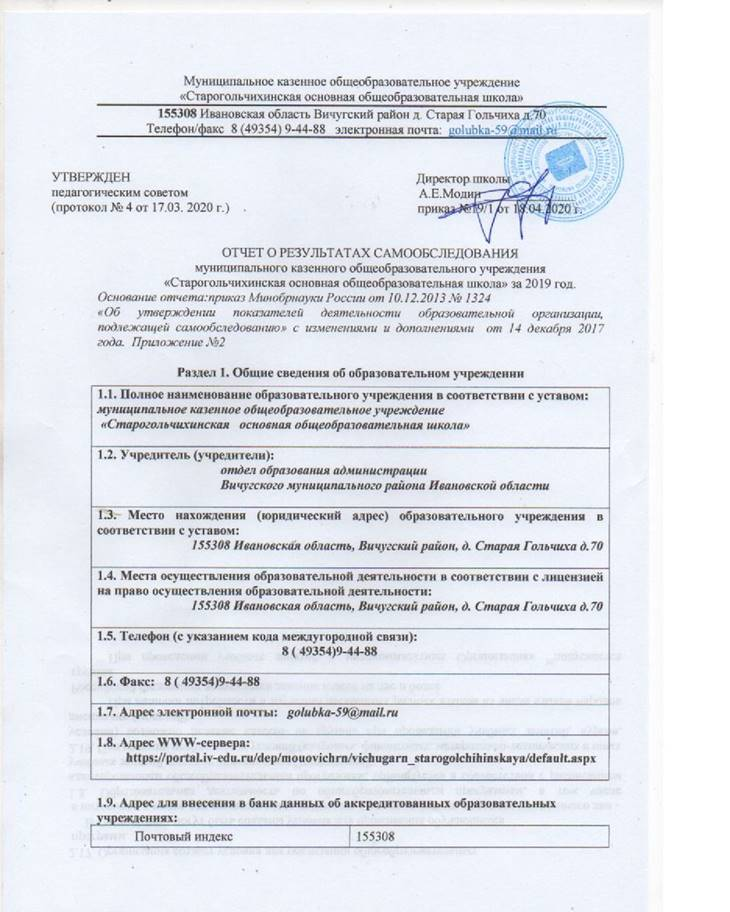 Муниципальное казенное общеобразовательное учреждение
«Старогольчихинская основная общеобразовательная школа»
155308 Ивановская область Вичугский район д. Старая Гольчиха д.70
Телефон/факс 8 (49354) 9-44-88 электронная почта: golubka-59@mail.ru
УТВЕРЖДЕН
педагогическим советом
(протокол № 4 от 17.03. 2020 г.)
Директор школы
А.Е.Модин
приказ №19/1 от 18.04.2020 г.
ОТЧЕТ О РЕЗУЛЬТАТАХ САМООБСЛЕДОВАНИЯ
муниципального казенного общеобразовательного учреждения
«Старогольчихинская основная общеобразовательная школа» за 2019 год.
Основание отчета:приказ Минобрнауки России от 10.12.2013 № 1324
«Об утверждении показателей деятельности образовательной организации,
подлежащей самообследованию» с изменениями и дополнениями от 14 декабря 2017
года. Приложение №2
Раздел 1. Общие сведения об образовательном учреждении
1.1. Полное наименование образовательного учреждения в соответствии с уставом:
муниципальное казенное общеобразовательное учреждение
«Старогольчихинская основная общеобразовательная школа»
1.2. Учредитель (учредители):
отдел образования администрации
Вичугского муниципального района Ивановской области
1.3. Место нахождения (юридический адрес) образовательного учреждения в
соответствии с уставом:
155308 Ивановская область, Вичугский район, д. Старая Гольчиха д.70
1.4. Места осуществления образовательной деятельности в соответствии с лицензией
на право осуществления образовательной деятельности:
155308 Ивановская область, Вичугский район, д. Старая Гольчиха д.70
1.5. Телефон (с указанием кода междугородной связи):
8 ( 49354)9-44-88
1.6. Факс: 8 ( 49354)9-44-88
1.7. Адрес электронной почты: golubka-59@mail.ru
1.8. Адрес WWW-сервера:
https://portal.iv-edu.ru/dep/mouovichrn/vichugarn_starogolchihinskaya/default.aspx
1.9. Адрес для внесения в банк данных об аккредитованных образовательных
учреждениях:
Почтовый индекс 155308